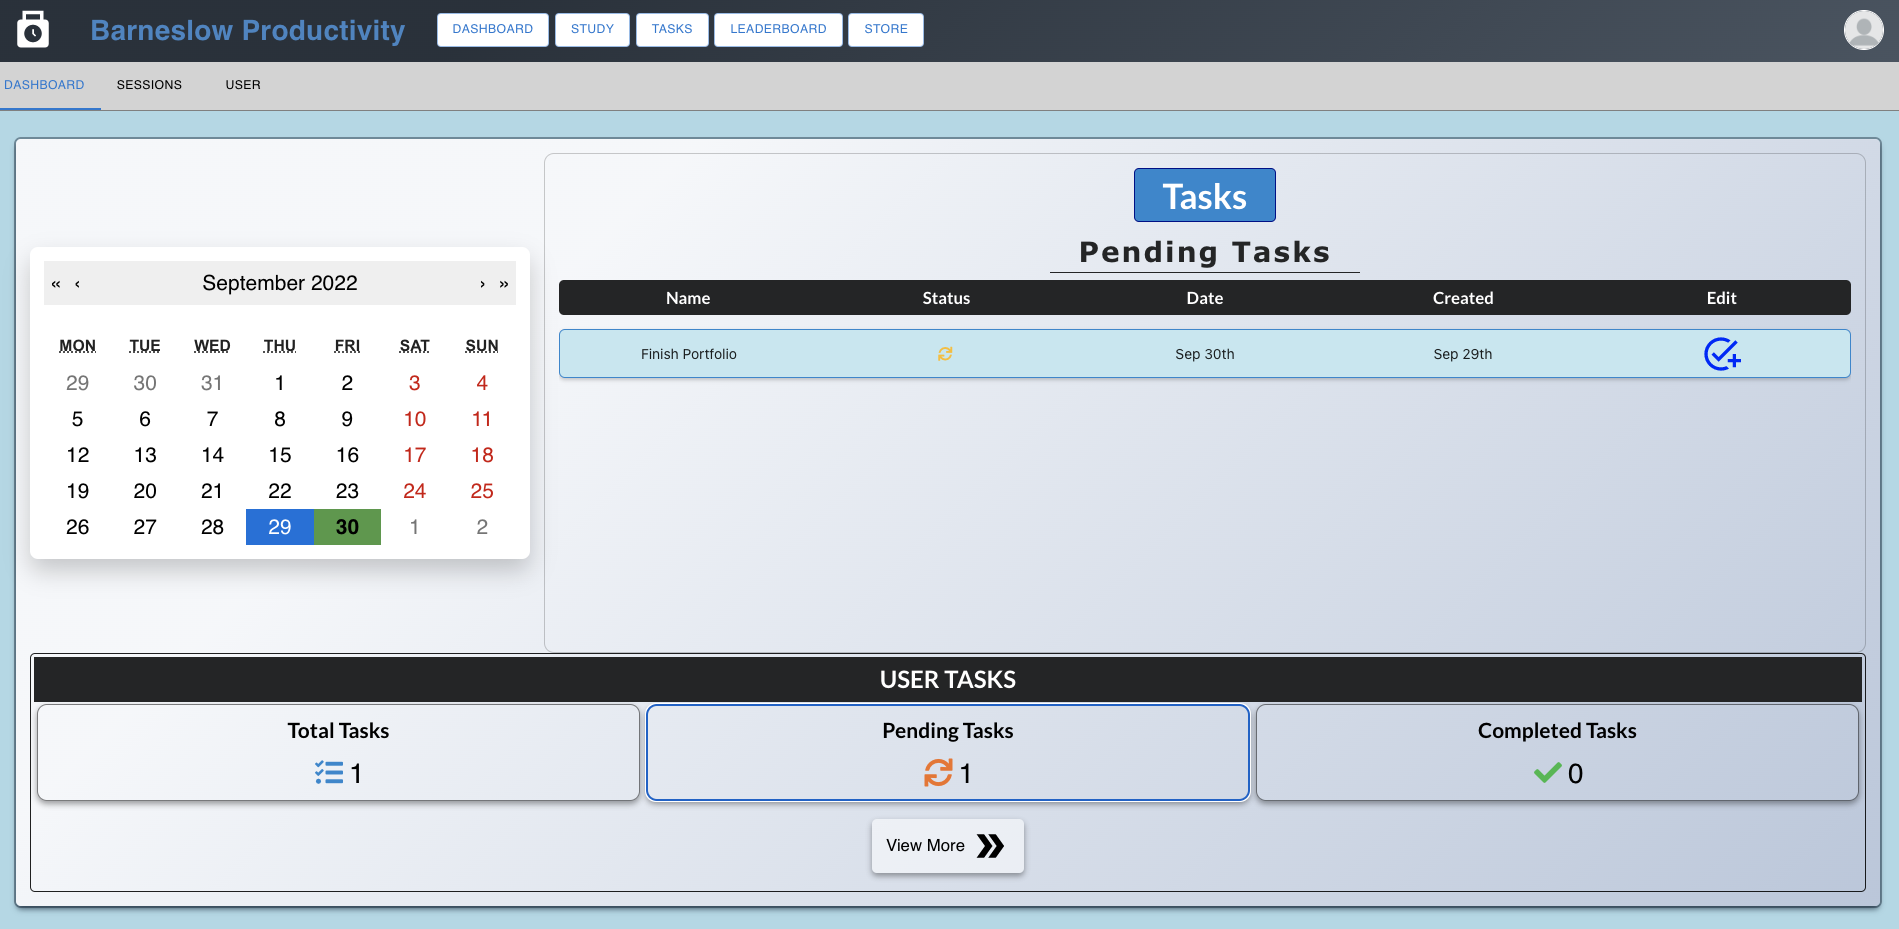 Barneslow Productivity
DASHBOARD STUDY TASKS LEADERBOARD STORE
DASHBOARD SESSIONS USER
« ‹ September 2022 › »
MON TUE WED THU FRI SAT SUN
29 30 31 1 2 3 4
5 6 7 8 9 10 11
12 13 14 15 16 17 18
19 20 21 22 23 24 25
26 27 28 29 30 1 2
Tasks
Pending Tasks
Name Status Date Created Edit
Finish Portfolio Sep 30th Sep 29th
USER TASKS
Total Tasks
1
Pending Tasks
1
Completed Tasks
0
View More